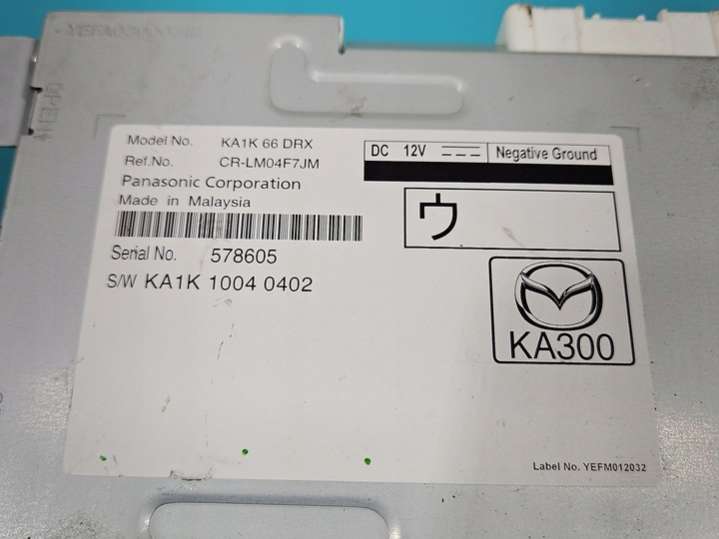 OPEN
Model No. KA1K 66 DRX
Ref.No. CR-LM04F7JM
Panasonic Corporation
Made in Malaysia
Serial No. 578605
S/W KA1K 1004 0402
DC 12V Negative Ground
ウ
KA300
Label No. YEFM012032